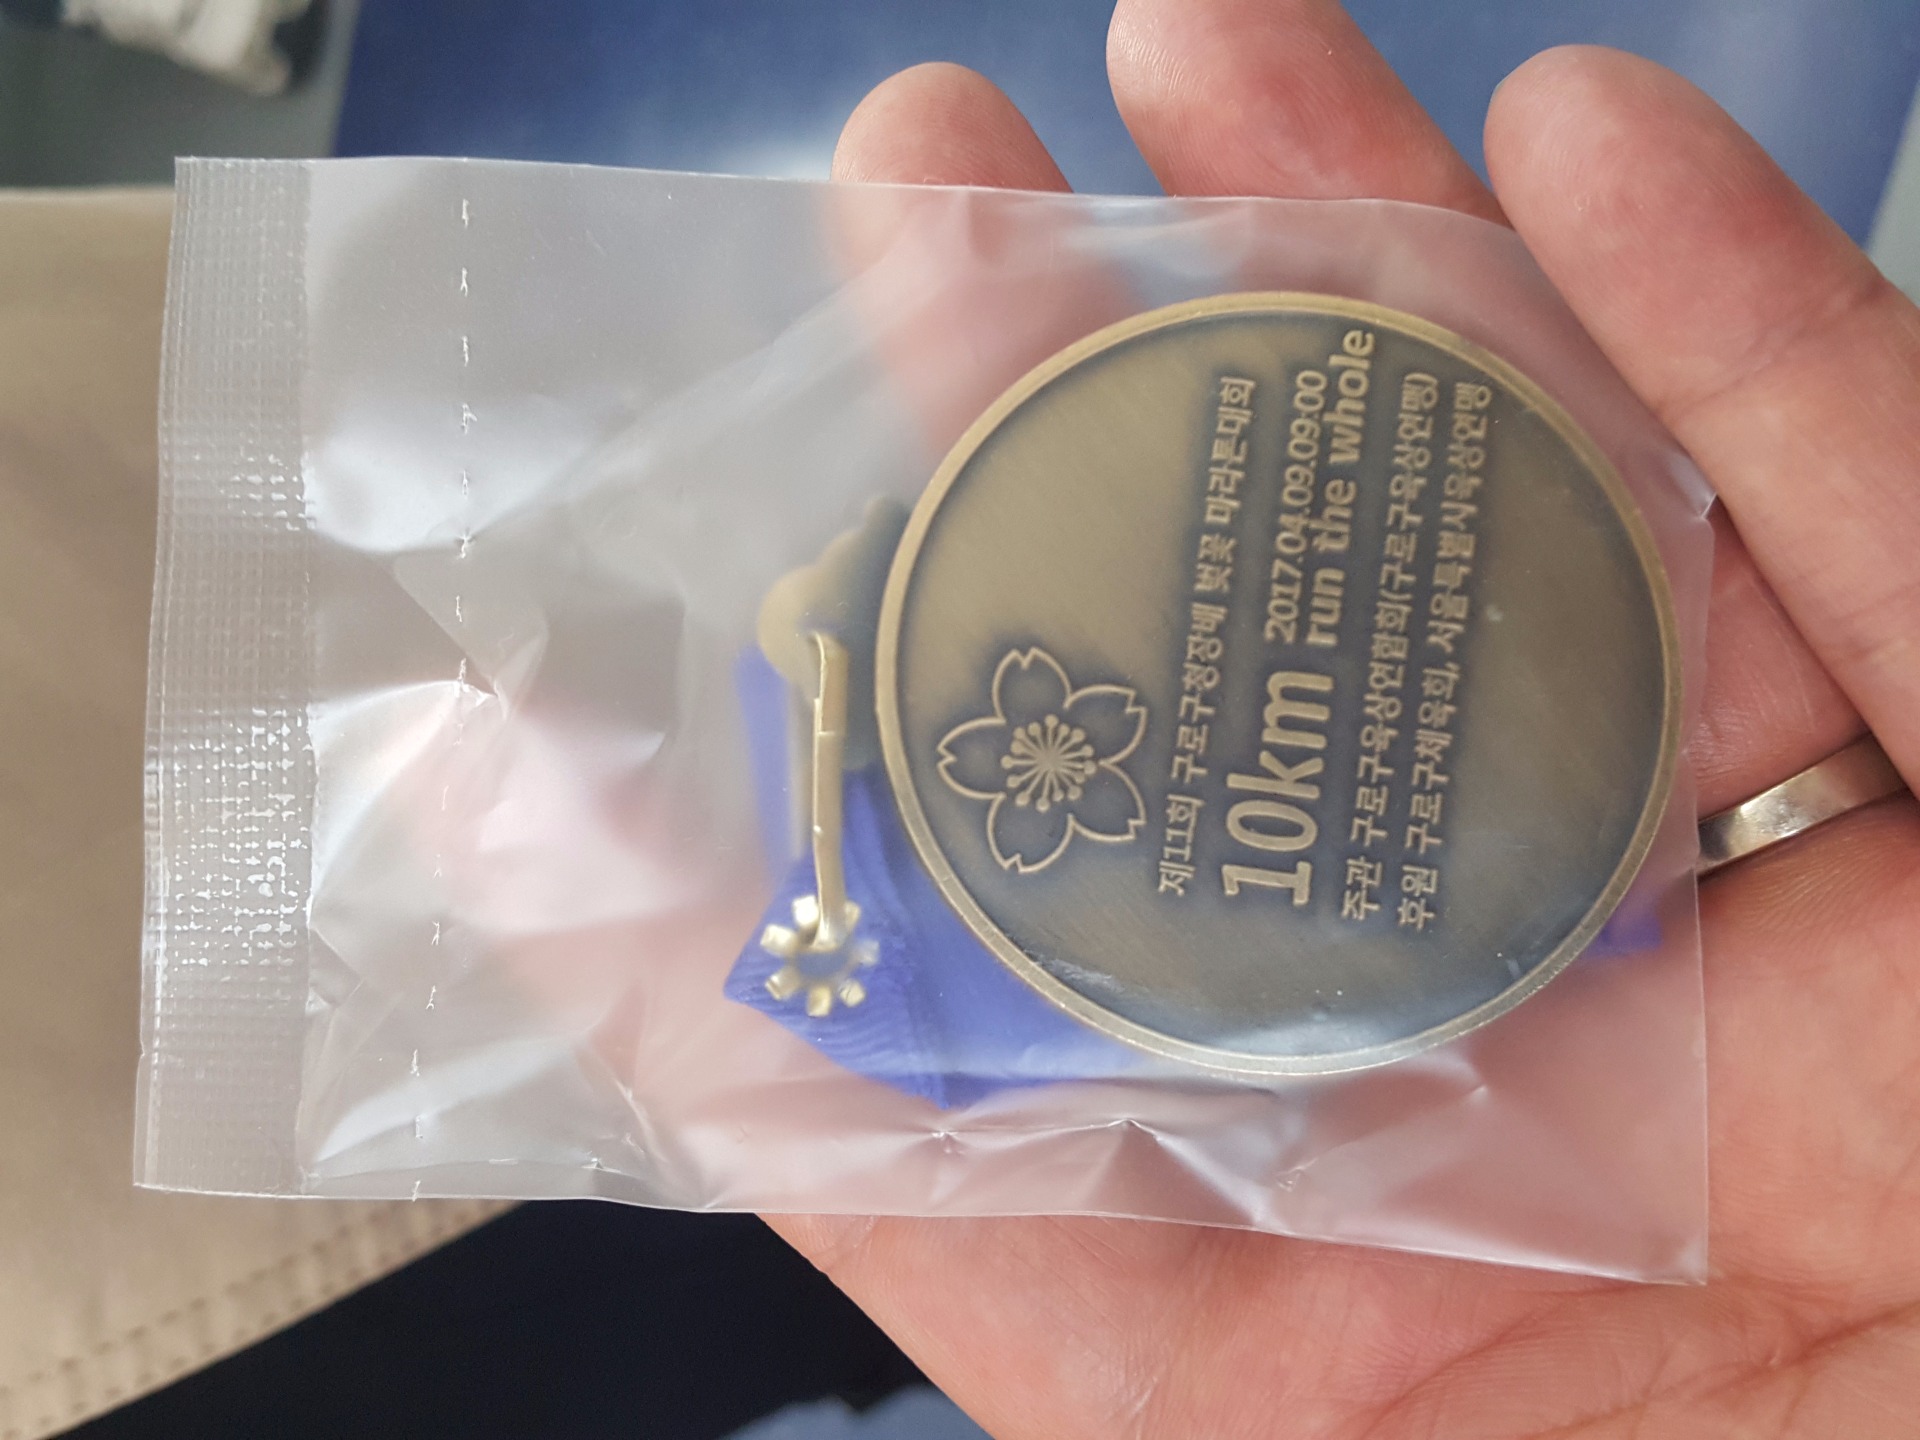 제11회 구로구청장배 벚꽃 마라톤대회
10km 2017.04.09.09:00
run the whole
주관 구로구육상연합회(구로구육상연맹)
후원 구로구체육회, 서울특별시육상연맹